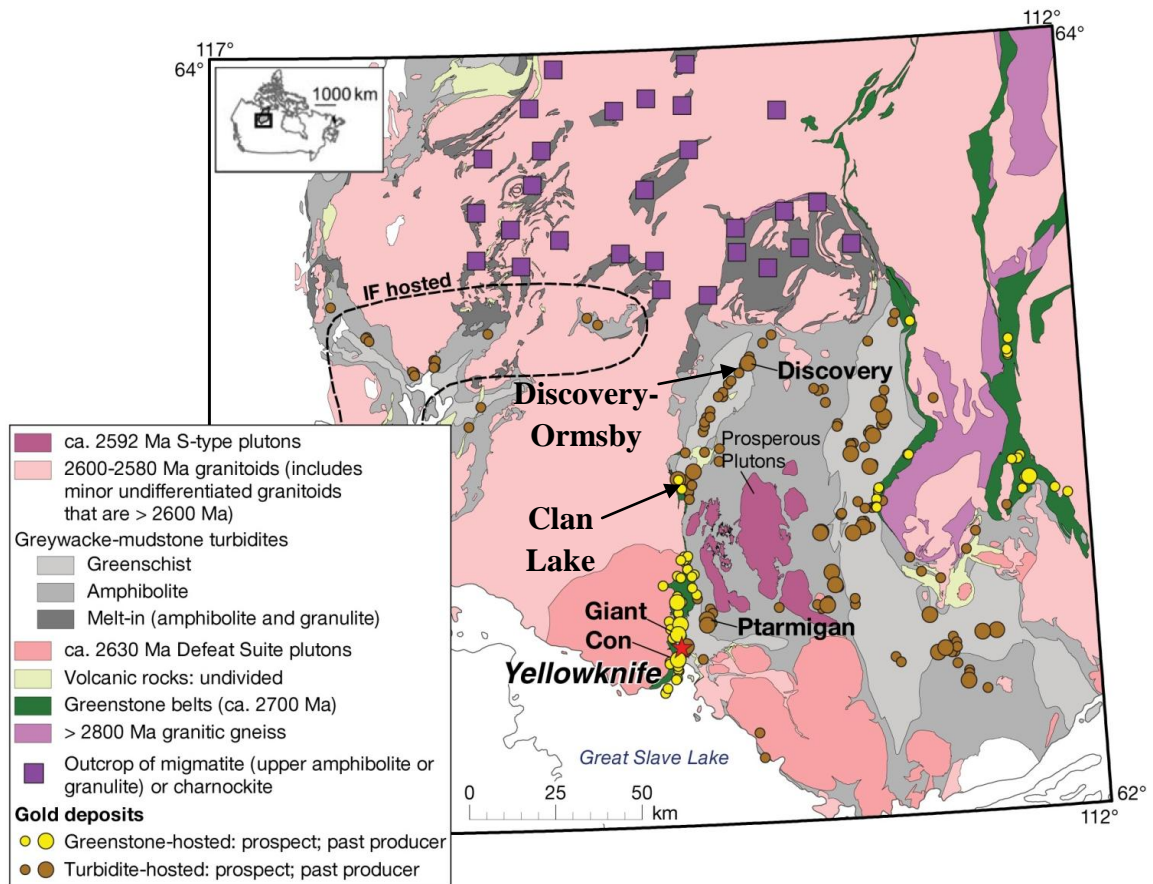 117°
64°
112°
64°
1000 km
IF hosted
Discovery-
Ormsby
Discovery
Prosperous
Plutons
Clan
Lake
Giant
Con
Ptarmigan
Yellowknife
Great Slave Lake
0 25 50
km
62°
112°
ca. 2592 Ma S-type plutons
2600-2580 Ma granitoids (includes
minor undifferentiated granitoids
that are > 2600 Ma)
Greywacke-mudstone turbidites
Greenschist
Amphibolite
Melt-in (amphibolite and granulite)
ca. 2630 Ma Defeat Suite plutons
Volcanic rocks: undivided
Greenstone belts (ca. 2700 Ma)
> 2800 Ma granitic gneiss
Outcrop of migmatite (upper amphibolite or
granulite) or charnockite
Gold deposits
Greenstone-hosted: prospect; past producer
Turbidite-hosted: prospect; past producer